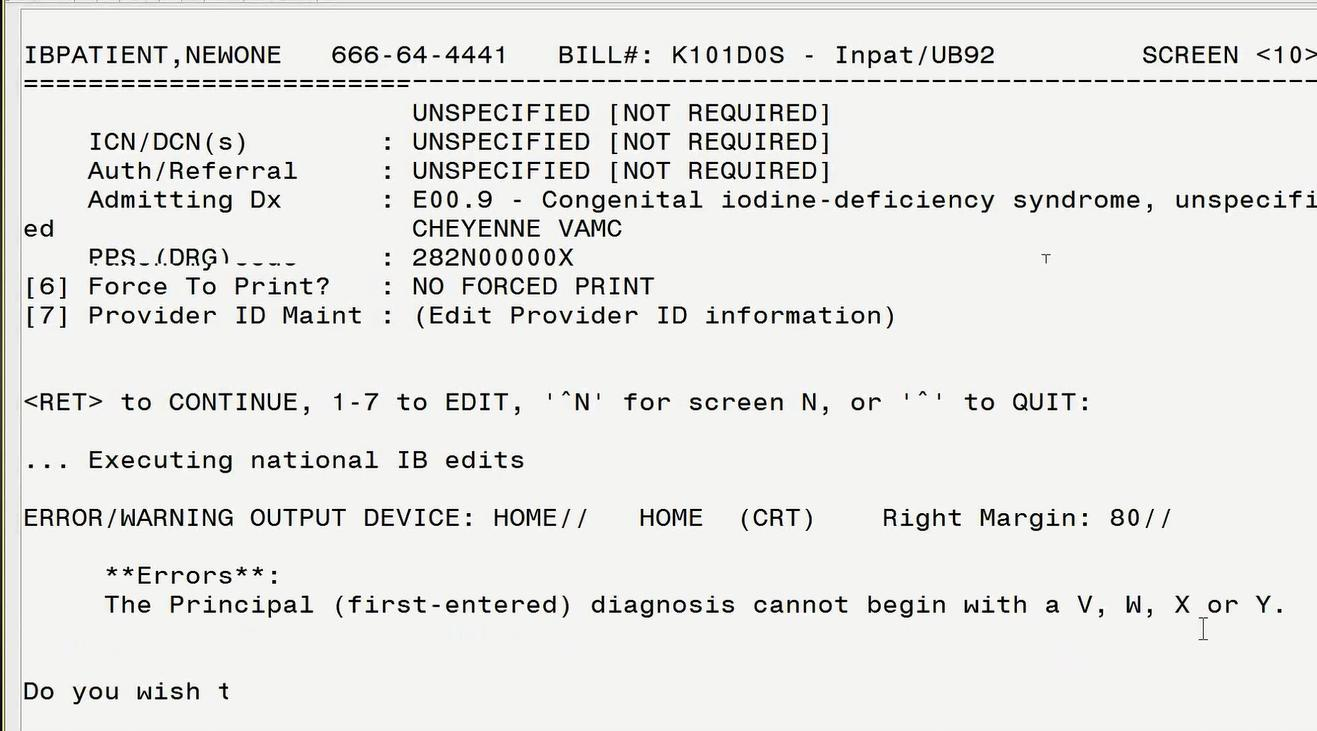 IBPATIENT,NEWONE   666-64-4441   BILL#: K101D0S - Inpat/UB92         SCREEN <10>
UNSPECIFIED [NOT REQUIRED]
ICN/DCN(s)        : UNSPECIFIED [NOT REQUIRED]
Auth/Referral     : UNSPECIFIED [NOT REQUIRED]
Admitting Dx      : E00.9 - Congenital iodine-deficiency syndrome, unspecifi
ed                      CHEYENNE VAMC
: 282N00000X
[6] Force To Print?   : NO FORCED PRINT
[7] Provider ID Maint : (Edit Provider ID information)
<RET> to CONTINUE, 1-7 to EDIT, '^N' for screen N, or '^' to QUIT:
... Executing national IB edits
ERROR/WARNING OUTPUT DEVICE: HOME//   HOME  (CRT)    Right Margin: 80//
**Errors**:
The Principal (first-entered) diagnosis cannot begin with a V, W, X or Y.
Do you wish t